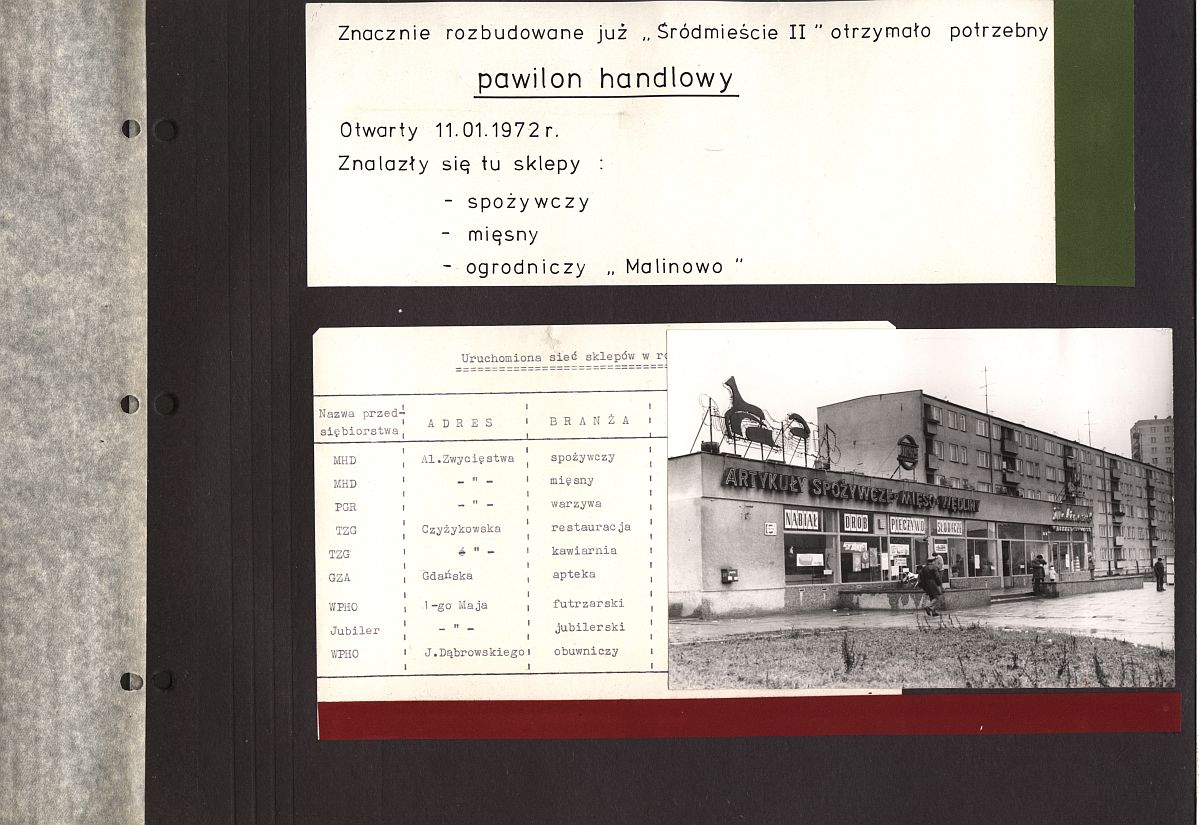 Znacznie rozbudowane już „Śródmieście II" otrzymało potrzebny
pawilon handlowy
Otwarty 11.01.1972 r.
Znalazły się tu sklepy :
- spożywczy
- mięsny
- ogrodniczy „Malinowo"
Uruchomiona sieć sklepów w
Nazwa przed-
siębiorstwa ADRES BRANŻA
MHD Al.Zwycięstwa spożywczy
MHD - " - mięsny
PGR - " - warzywa
TZG Czyżykowska restauracja
TZG " - kawiarnia
GZA Gdańska apteka
WPHO 1-go Maja futrzarski
Jubiler - " - jubilerski
WPHO J.Dąbrowskiego obuwniczy
ARTYKUŁY SPOŻYWCZE MIĘSO WĘDLINY
NABIAŁ DRÓB PIECZYWO SŁODYCZE